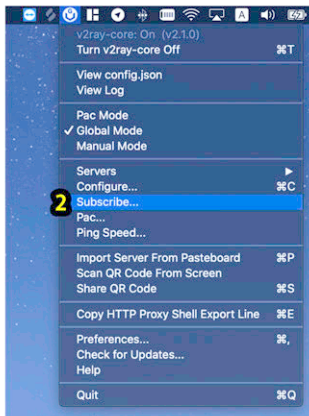 A
v2ray-core: On (v2.1.0)
Turn v2ray-core Off ⌘T
View config.json
View Log
Pac Mode
✓ Global Mode
Manual Mode
Servers ▶
Configure... ⌘C
2 Subscribe...
Pac...
Ping Speed...
Import Server From Pasteboard ⌘P
Scan QR Code From Screen
Share QR Code ⌘S
Copy HTTP Proxy Shell Export Line ⌘E
Preferences... ⌘,
Check for Updates...
Help
Quit ⌘Q